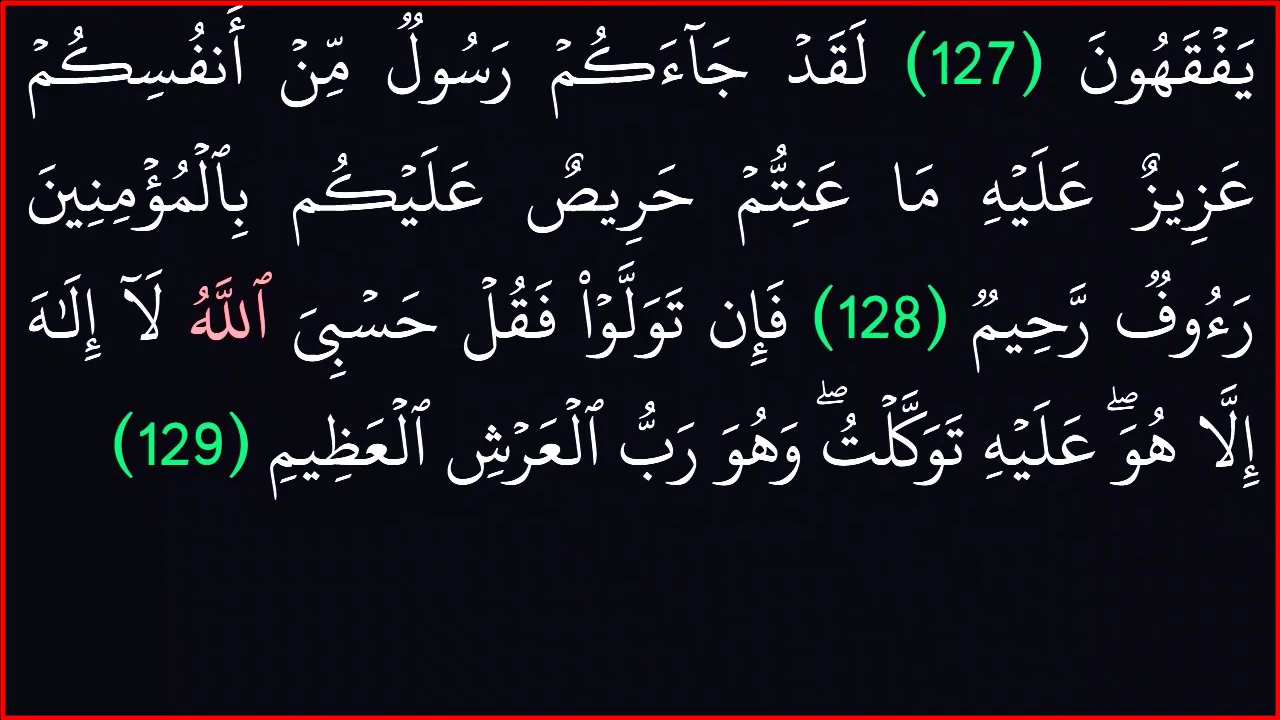 يَفۡقَهُونَ (127) لَقَدۡ جَآءَكُمۡ رَسُولٌ مِّنۡ أَنفُسِكُمۡ
عَزِيزٌ عَلَيۡهِ مَا عَنِتُّمۡ حَرِيصٌ عَلَيۡكُم بِٱلۡمُؤۡمِنِينَ
رَءُوفٌ رَّحِيمٌ (128) فَإِن تَوَلَّوۡاْ فَقُلۡ حَسۡبِيَ ٱللَّهُ لَآ إِلَٰهَ
إِلَّا هُوَۖ عَلَيۡهِ تَوَكَّلۡتُۖ وَهُوَ رَبُّ ٱلۡعَرۡشِ ٱلۡعَظِيمِ (129)